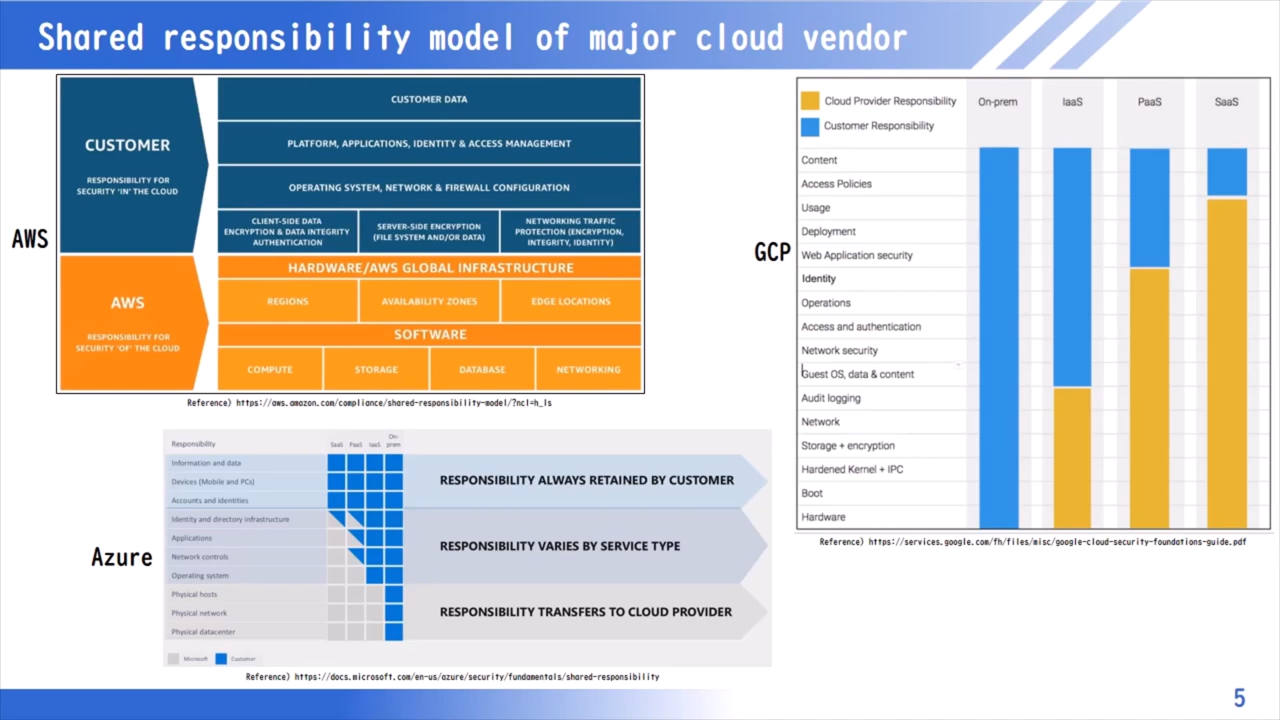 Shared responsibility model of major cloud vendor
AWS
CUSTOMER
RESPONSIBILITY FOR
SECURITY 'IN' THE CLOUD
CUSTOMER DATA
PLATFORM, APPLICATIONS, IDENTITY & ACCESS MANAGEMENT
OPERATING SYSTEM, NETWORK & FIREWALL CONFIGURATION
CLIENT-SIDE DATA
ENCRYPTION & DATA INTEGRITY
AUTHENTICATION
SERVER-SIDE ENCRYPTION
(FILE SYSTEM AND/OR DATA)
NETWORKING TRAFFIC
PROTECTION (ENCRYPTION,
INTEGRITY, IDENTITY)
AWS
RESPONSIBILITY FOR
SECURITY 'OF' THE CLOUD
HARDWARE/AWS GLOBAL INFRASTRUCTURE
REGIONS
AVAILABILITY ZONES
EDGE LOCATIONS
SOFTWARE
COMPUTE
STORAGE
DATABASE
NETWORKING
Reference) https://aws.amazon.com/compliance/shared-responsibility-model/?ncl=h_ls
Azure
Responsibility
SaaS PaaS IaaS On-
prem
Information and data
Devices (Mobile and PCs)
Accounts and identities
Identity and directory infrastructure
Applications
Network controls
Operating system
Physical hosts
Physical network
Physical datacenter
RESPONSIBILITY ALWAYS RETAINED BY CUSTOMER
RESPONSIBILITY VARIES BY SERVICE TYPE
RESPONSIBILITY TRANSFERS TO CLOUD PROVIDER
Microsoft Customer
Reference) https://docs.microsoft.com/en-us/azure/security/fundamentals/shared-responsibility
GCP
Cloud Provider Responsibility
Customer Responsibility
On-prem IaaS PaaS SaaS
Content
Access Policies
Usage
Deployment
Web Application security
Identity
Operations
Access and authentication
Network security
Guest OS, data & content
Audit logging
Network
Storage + encryption
Hardened Kernel + IPC
Boot
Hardware
Reference) https://services.google.com/fh/files/misc/google-cloud-security-foundations-guide.pdf
5